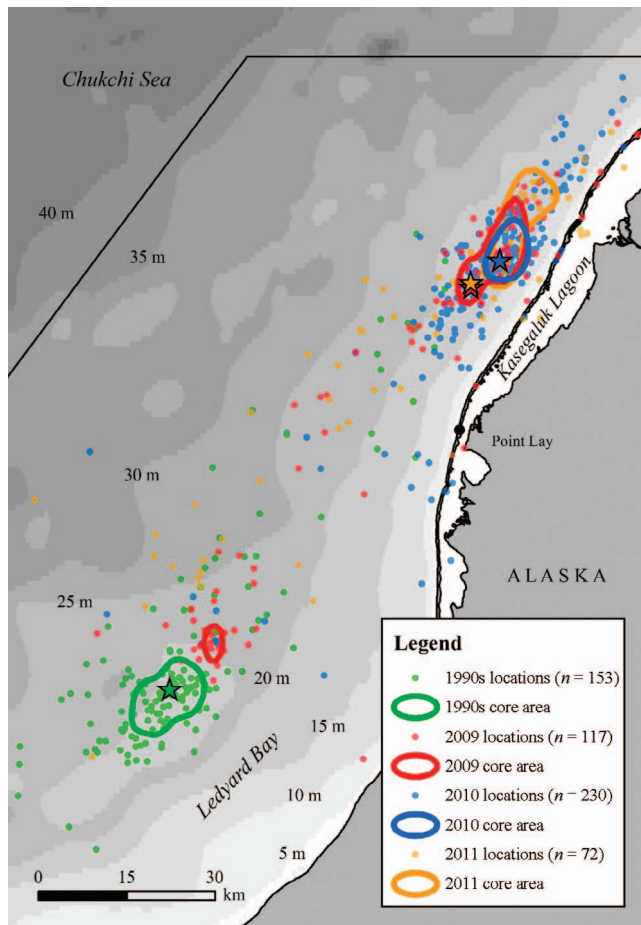 Chukchi Sea
40 m
35 m
Kasegaluk Lagoon
Point Lay
30 m
ALASKA
25 m
20 m
15 m
Ledyard Bay
10 m
5 m
0 15 30
km
Legend
1990s locations (n = 153)
1990s core area
2009 locations (n = 117)
2009 core area
2010 locations (n = 230)
2010 core area
2011 locations (n = 72)
2011 core area